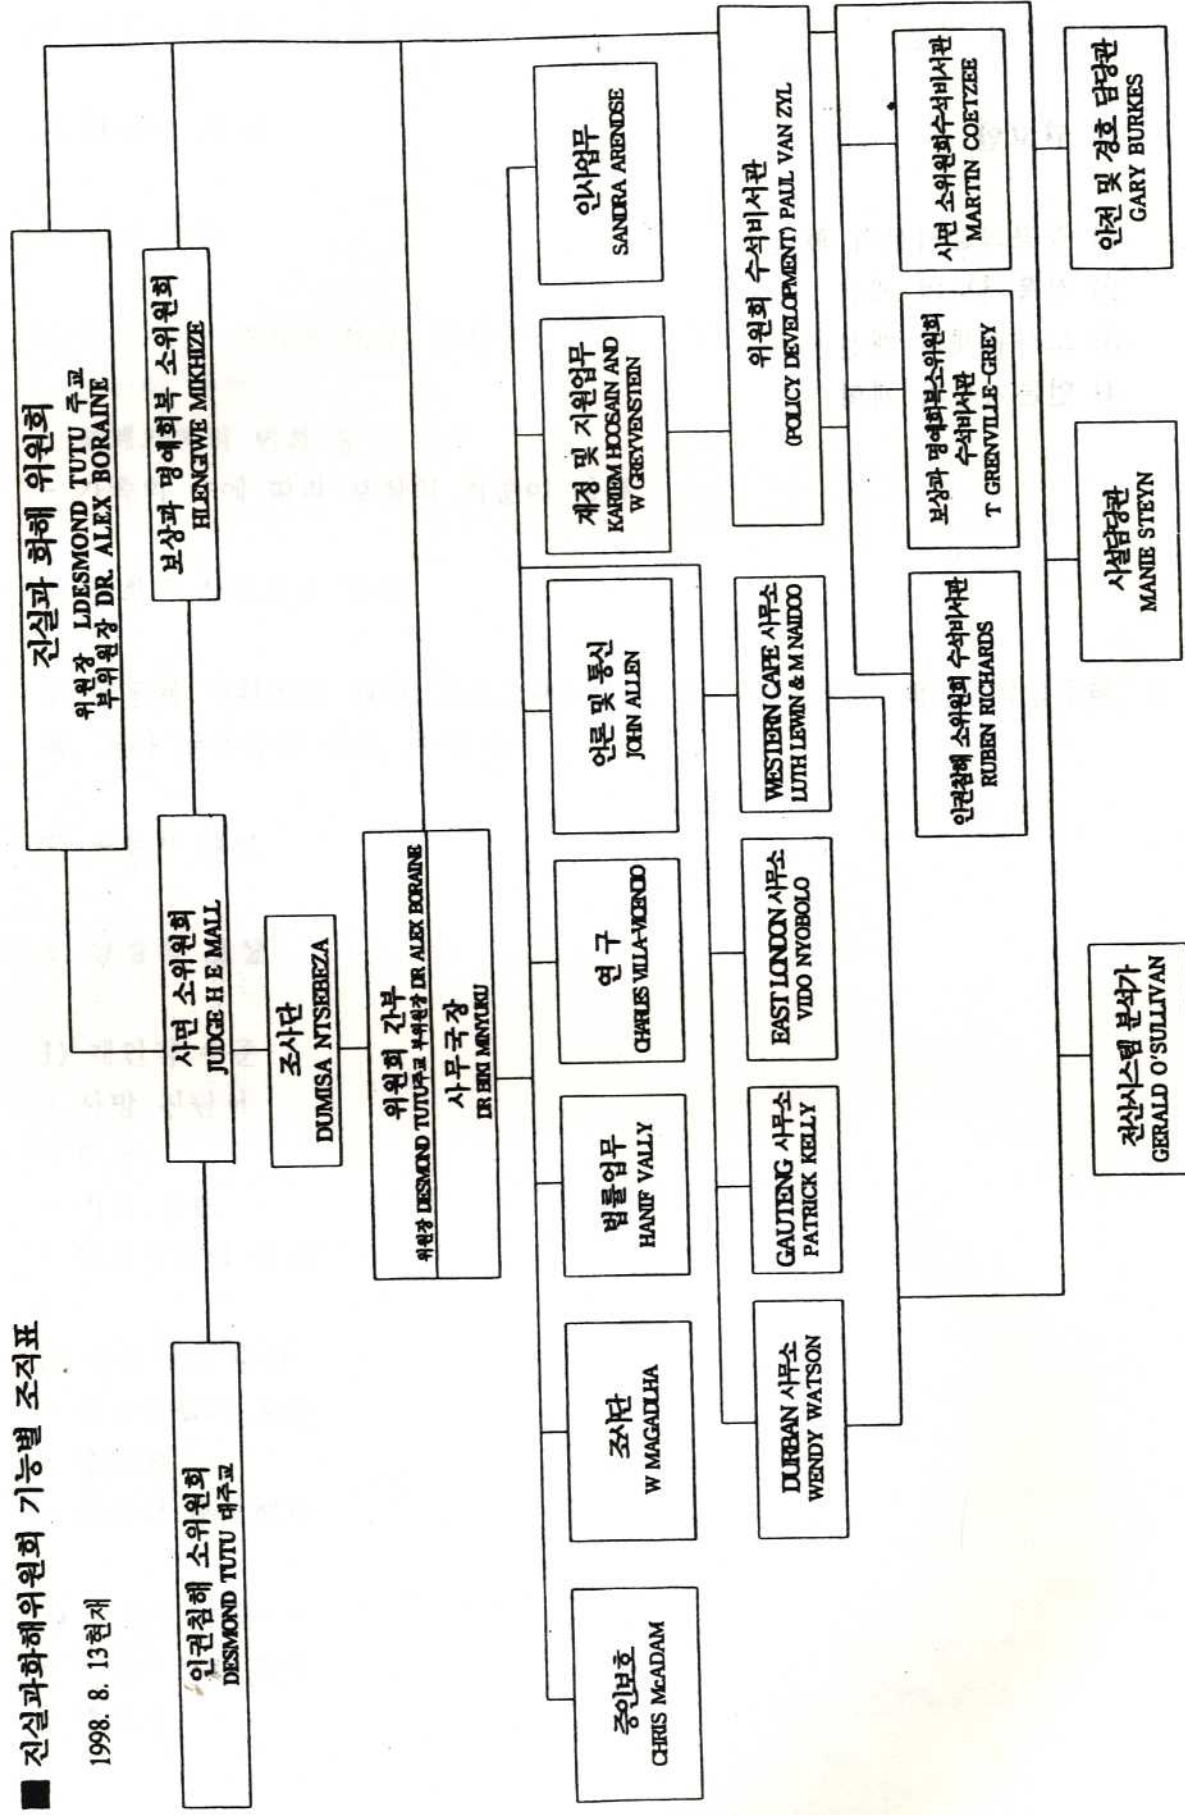 ■ 진실과화해위원회 기능별 조직표
1998. 8. 13현재
진실과 화해 위원회
위원장 LDESMOND TUTU 주교
부위원장 DR. ALEX BORAINE
인권침해 소위원회
DESMOND TUTU 대주교
사면 소위원회
JUDGE H E MALL
보상과 명예회복 소위원회
HLENGIWE MIKHIZE
조사단
DUMISA NTSEBEZA
위원회 간부
위원장 DESMOND TUTU주교 부위원장 DR ALEX BORAINE
사무국장
DR BIKI MINYUKU
증인보호
CHRIS McADAM
조사단
W MAGADLHA
법률업무
HANIF VALLY
연 구
CHARLES VILLA-VICENDO
언론 및 통신
JOHN ALLEN
재정 및 지원업무
KARIEM HOOSAIN AND
W GREYVENSTEIN
인사업무
SANDRA ARENDSE
DURBAN 사무소
WENDY WATSON
GAUTENG 사무소
PATRICK KELLY
EAST LONDON 사무소
VIDO NYOBOLO
WESTERN CAPE 사무소
LUTH LEWIN & M NAIDOO
위원회 수석비서관
(POLICY DEVELOPMENT) PAUL VAN ZYL
인권침해 소위원회 수석비서관
RUBEN RICHARDS
보상과 명예회복소위원회
수석비서관
T GRENVILLE-GREY
사면 소위원회수석비서관
MARTIN COETZEE
전산시스템 분석가
GERALD O'SULLIVAN
시설담당관
MANIE STEYN
안전 및 경호 담당관
GARY BURKES